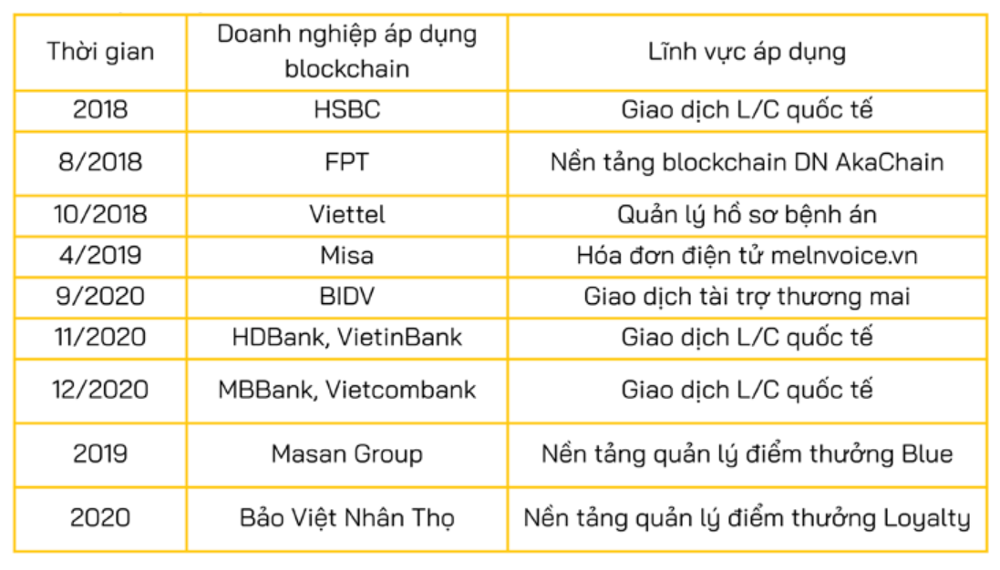 Thời gian
Doanh nghiệp áp dụng
blockchain
Lĩnh vực áp dụng
2018
HSBC
Giao dịch L/C quốc tế
8/2018
FPT
Nền tảng blockchain DN AkaChain
10/2018
Viettel
Quản lý hồ sơ bệnh án
4/2019
Misa
Hóa đơn điện tử meInvoice.vn
9/2020
BIDV
Giao dịch tài trợ thương mai
11/2020
HDBank, VietinBank
Giao dịch L/C quốc tế
12/2020
MBBank, Vietcombank
Giao dịch L/C quốc tế
2019
Masan Group
Nền tảng quản lý điểm thưởng Blue
2020
Bảo Việt Nhân Thọ
Nền tảng quản lý điểm thưởng Loyalty